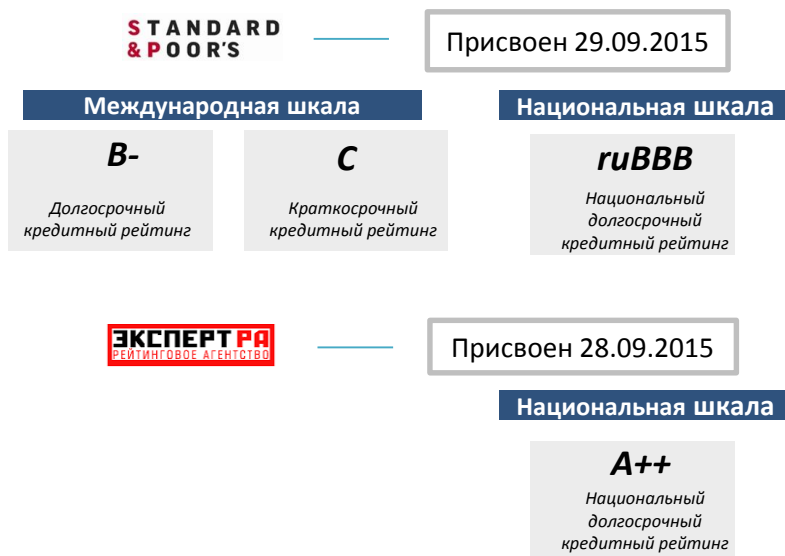 STANDARD
&POOR'S
Присвоен 29.09.2015
Международная шкала
Национальная шкала
B-
Долгосрочный
кредитный рейтинг
C
Краткосрочный
кредитный рейтинг
ruBBB
Национальный
долгосрочный
кредитный рейтинг
ЭКСПЕРТ РА
РЕЙТИНГОВОЕ АГЕНТСТВО
Присвоен 28.09.2015
Национальная шкала
A++
Национальный
долгосрочный
кредитный рейтинг